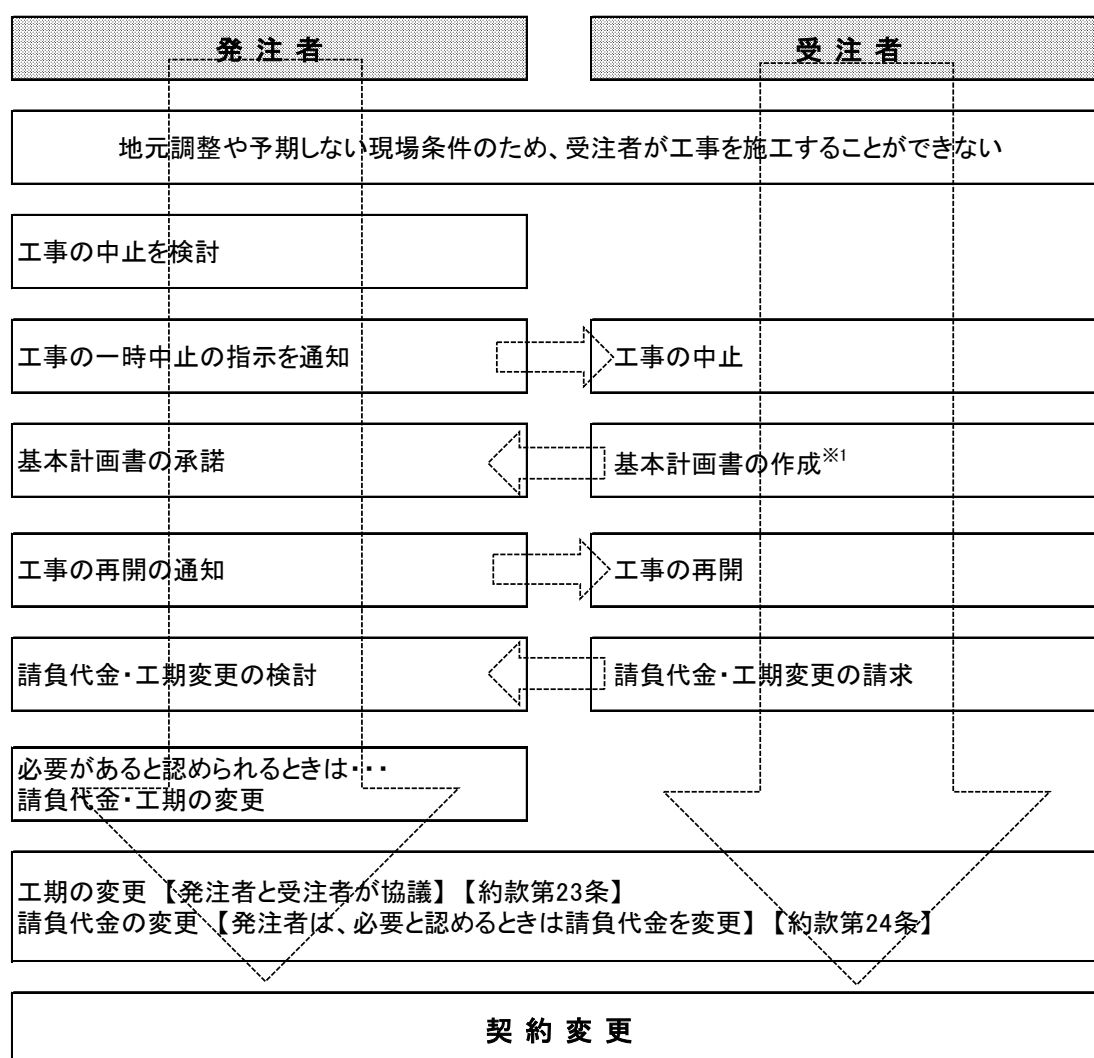 発 注 者
受 注 者
地元調整や予期しない現場条件のため、受注者が工事を施工することができない
工事の中止を検討
工事の一時中止の指示を通知
工事の中止
基本計画書の承諾
基本計画書の作成※1
工事の再開の通知
工事の再開
請負代金・工期変更の検討
請負代金・工期変更の請求
必要があると認められるときは・・・
請負代金・工期の変更
工期の変更 【発注者と受注者が協議】【約款第23条】
請負代金の変更 【発注者は、必要と認めるときは請負代金を変更】【約款第24条】
契 約 変 更